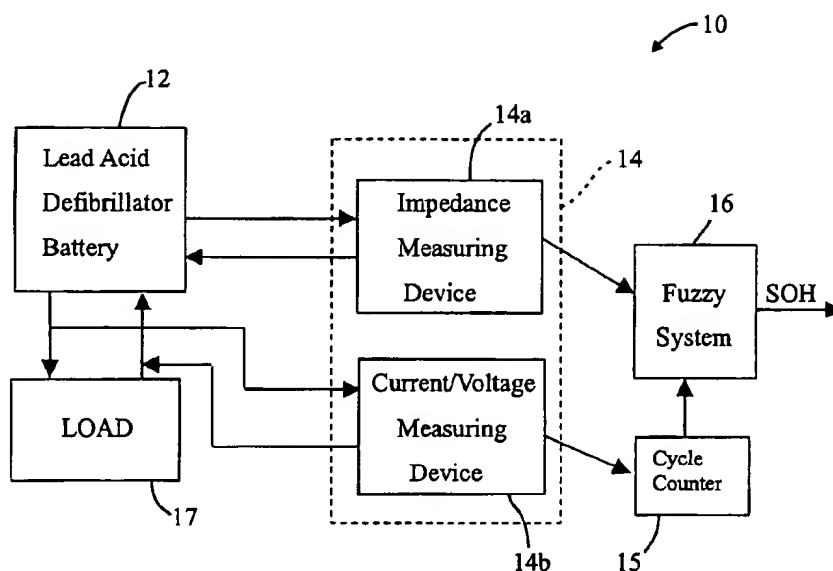 10
12
Lead Acid
Defibrillator
Battery
14a
14
Impedance
Measuring
Device
16
Fuzzy
System
SOH
LOAD
17
Current/Voltage
Measuring
Device
14b
Cycle
Counter
15